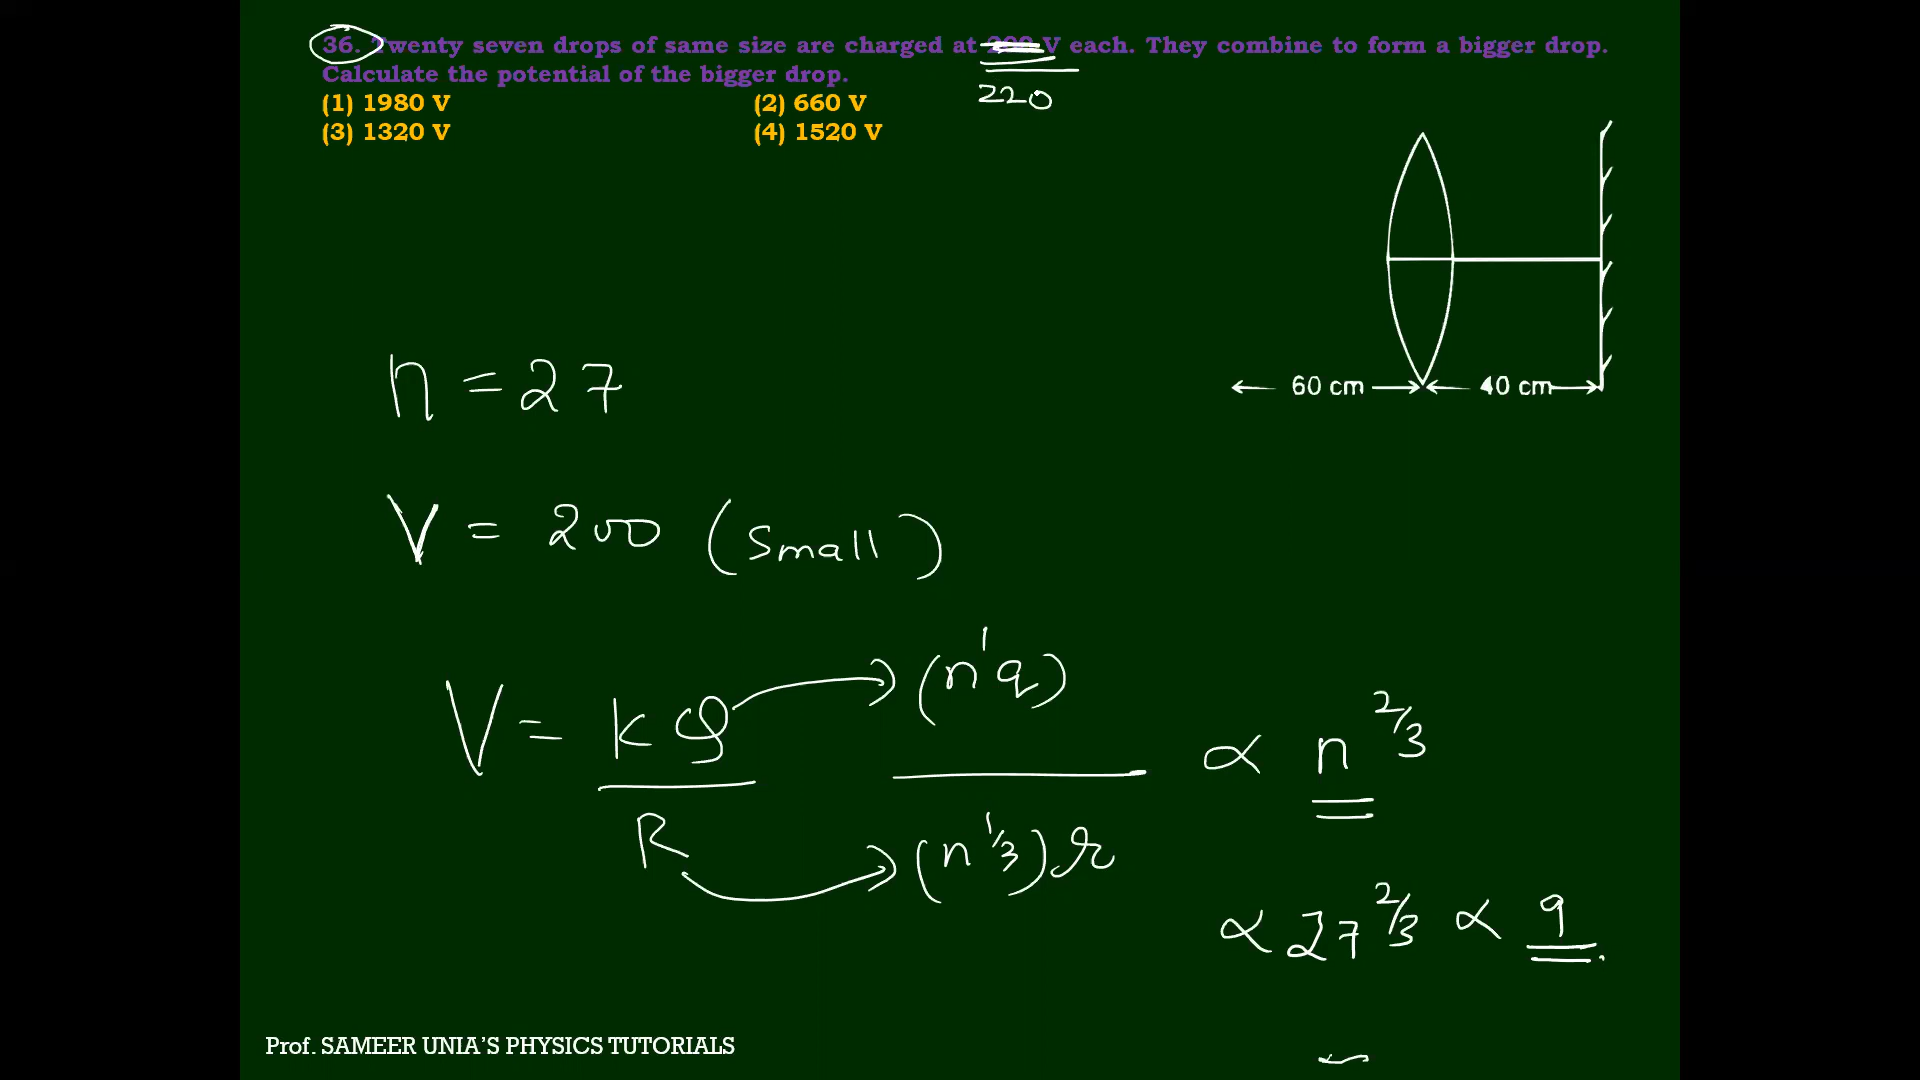 36. Twenty seven drops of same size are charged at V each. They combine to form a bigger drop.
Calculate the potential of the bigger drop.
220
(1) 1980 V (2) 660 V
(3) 1320 V (4) 1520 V
60 cm 40 cm
n = 27
V = 200 (Small)
V = kQ / R
(n¹q) / (n^1/3) r
∝ n^2/3
∝ 27^2/3 ∝ 9
Prof. SAMEER UNIA'S PHYSICS TUTORIALS